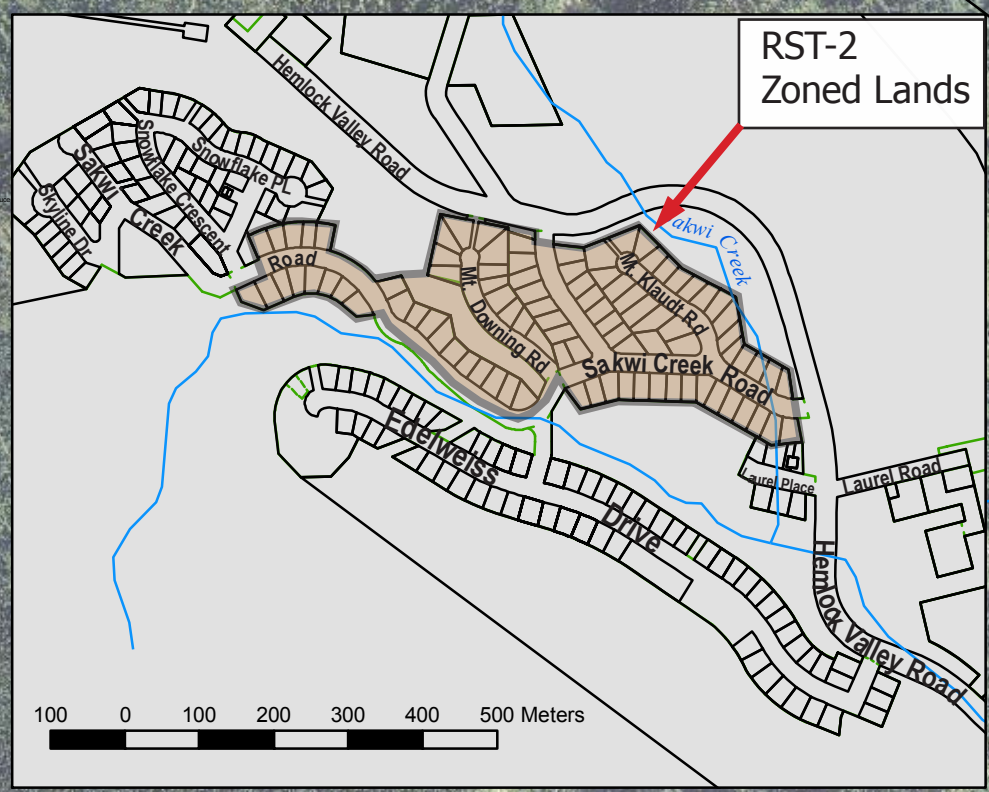 RST-2
Zoned Lands
Hemlock Valley Road
Snowflake PL
Snowflake Crescent
Sakwi
Creek
Skyline Dr
Road
Mt. Downing Rd
Mt. Klaudt Rd
akwi Creek
Sakwi Creek Road
Edelweiss
Drive
Laurel Place
Laurel Road
Hemlock Valley Road
100 0 100 200 300 400 500 Meters